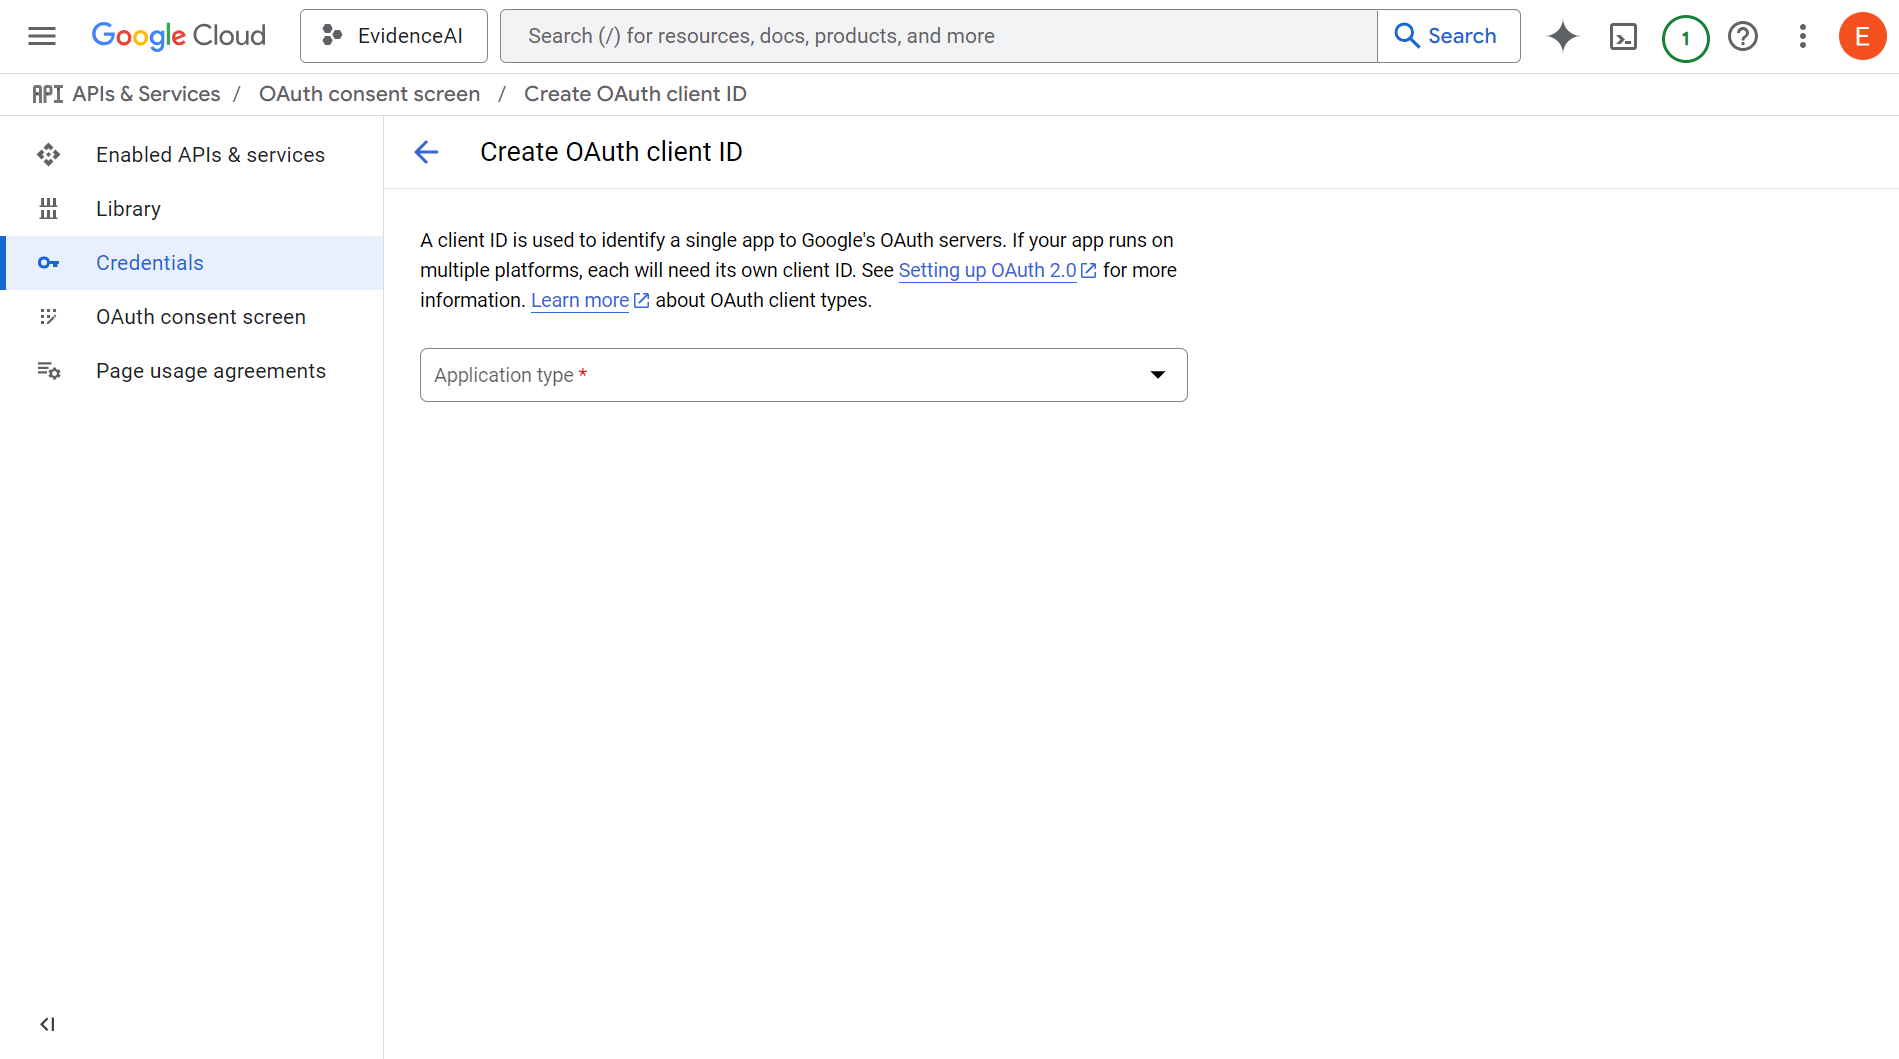 Google Cloud
EvidenceAI
Search (/) for resources, docs, products, and more
Search
1
E
API APIs & Services / OAuth consent screen / Create OAuth client ID
Enabled APIs & services
Library
Credentials
OAuth consent screen
Page usage agreements
Create OAuth client ID
A client ID is used to identify a single app to Google's OAuth servers. If your app runs on
multiple platforms, each will need its own client ID. See Setting up OAuth 2.0 for more
information. Learn more about OAuth client types.
Application type *